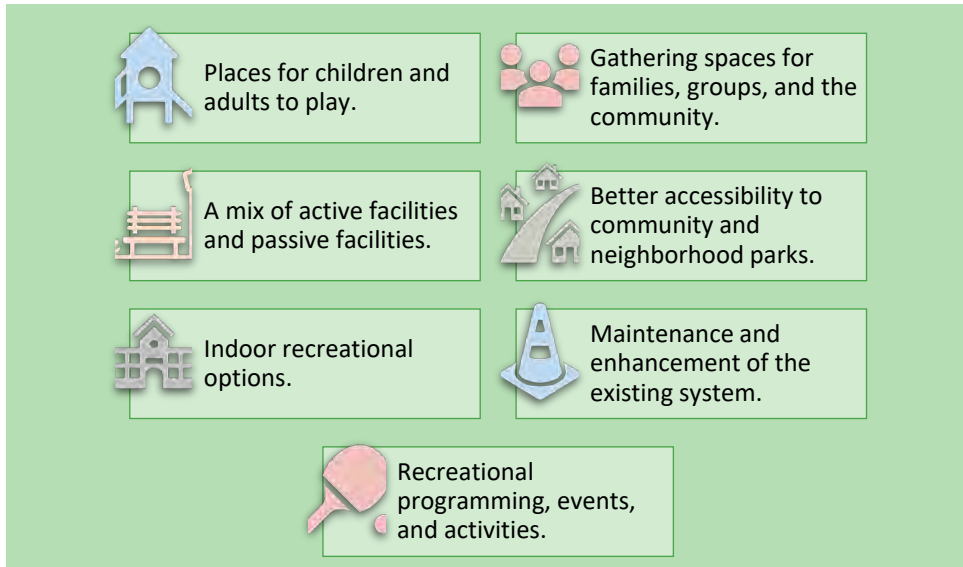 Places for children and
adults to play.
Gathering spaces for
families, groups, and the
community.
A mix of active facilities
and passive facilities.
Better accessibility to
community and
neighborhood parks.
Indoor recreational
options.
Maintenance and
enhancement of the
existing system.
Recreational
programming, events,
and activities.